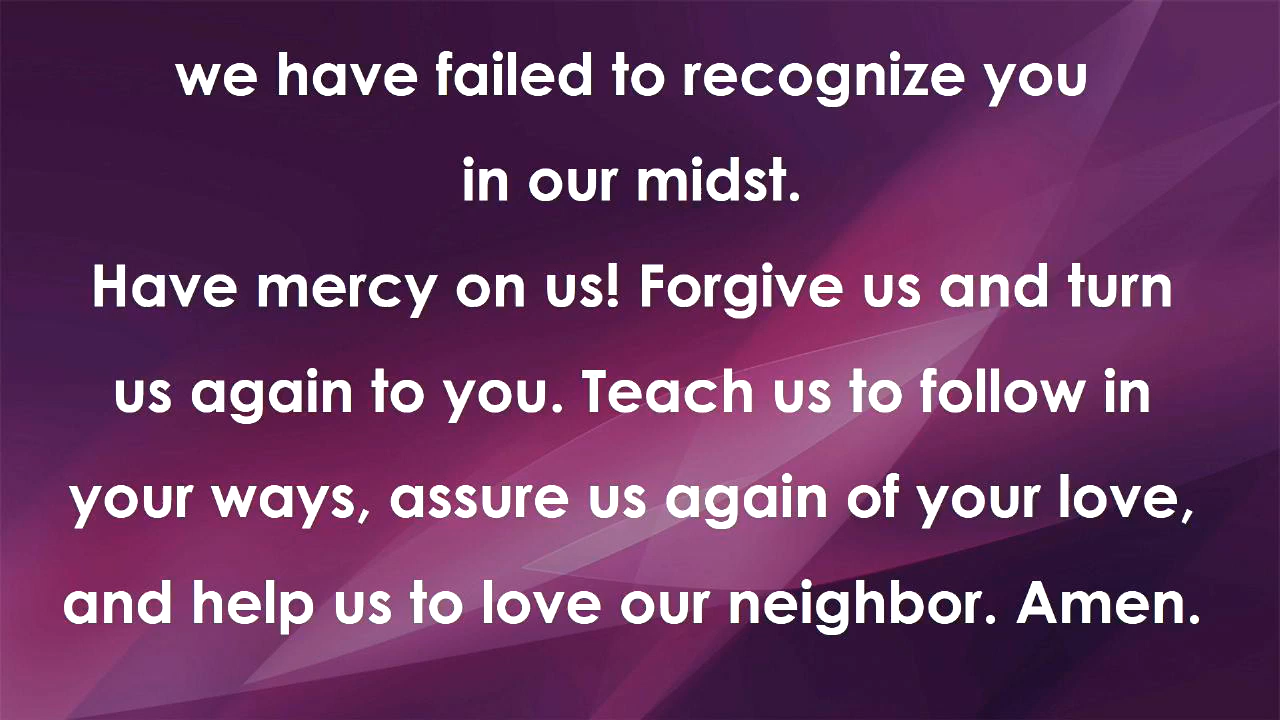 we have failed to recognize you
in our midst.
Have mercy on us! Forgive us and turn
us again to you. Teach us to follow in
your ways, assure us again of your love,
and help us to love our neighbor. Amen.